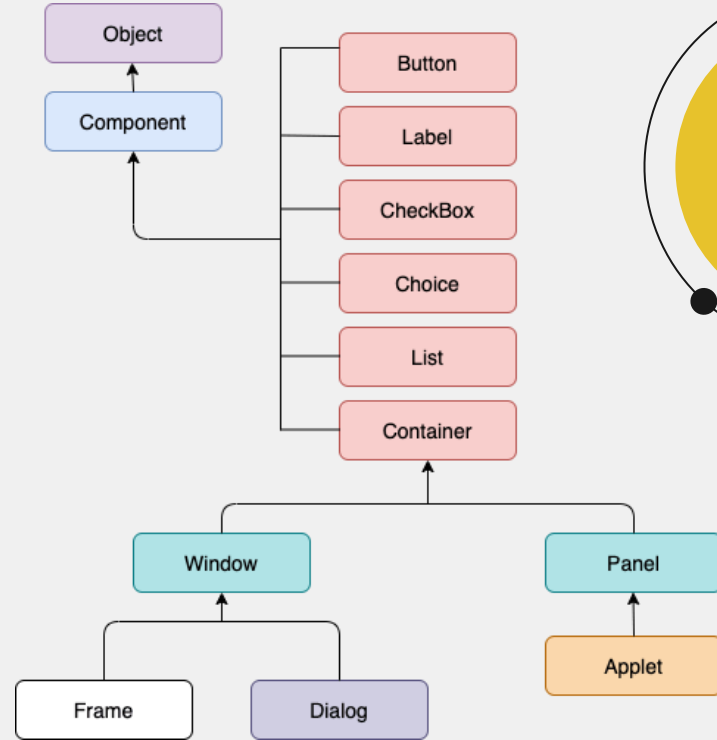 Object
Component
Button
Label
CheckBox
Choice
List
Container
Window
Panel
Applet
Frame
Dialog